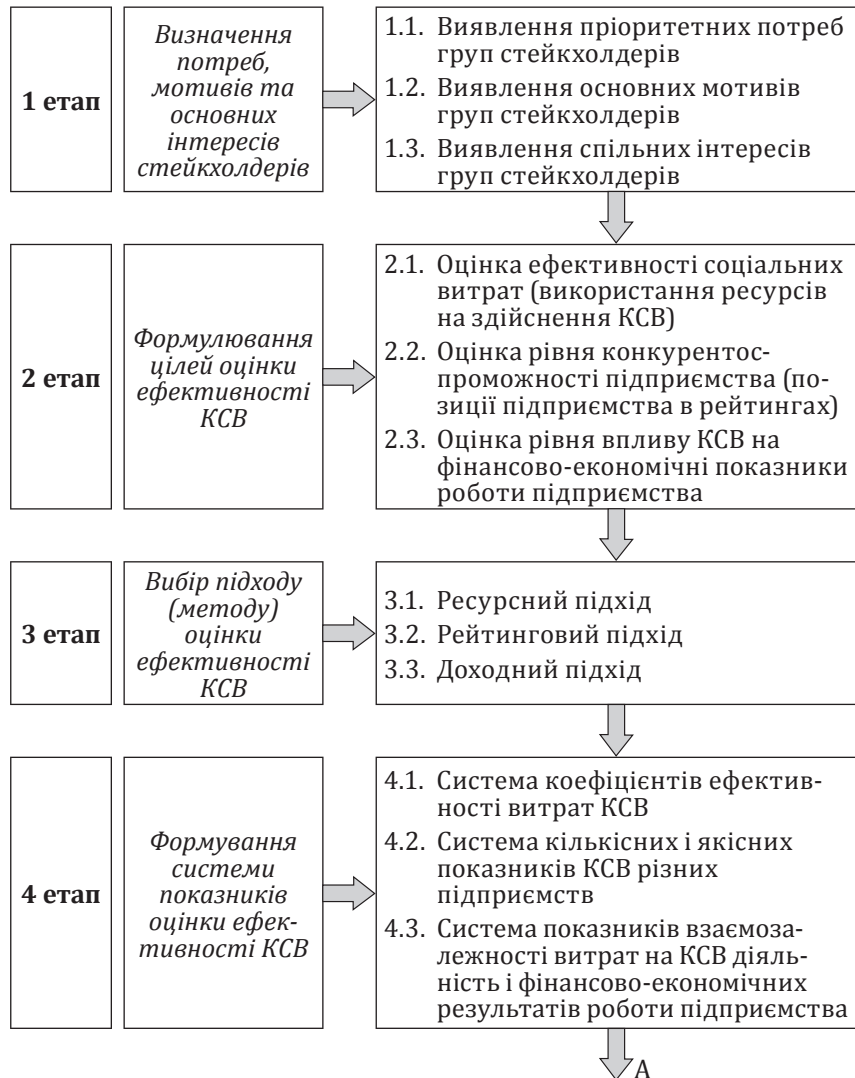 1 етап
Визначення
потреб,
мотивів та
основних
інтересів
стейкхолдерів
1.1. Виявлення пріоритетних потреб
груп стейкхолдерів
1.2. Виявлення основних мотивів
груп стейкхолдерів
1.3. Виявлення спільних інтересів
груп стейкхолдерів
2 етап
Формулювання
цілей оцінки
ефективності
КСВ
2.1. Оцінка ефективності соціальних
витрат (використання ресурсів
на здійснення КСВ)
2.2. Оцінка рівня конкурентос-
проможності підприємства (по-
зиції підприємства в рейтингах)
2.3. Оцінка рівня впливу КСВ на
фінансово-економічні показники
роботи підприємства
3 етап
Вибір підходу
(методу)
оцінки
ефективності
КСВ
3.1. Ресурсний підхід
3.2. Рейтинговий підхід
3.3. Доходний підхід
4 етап
Формування
системи
показників
оцінки ефек-
тивності КСВ
4.1. Система коефіцієнтів ефектив-
ності витрат КСВ
4.2. Система кількісних і якісних
показників КСВ різних
підприємств
4.3. Система показників взаємоза-
лежності витрат на КСВ діяль-
ність і фінансово-економічних
результатів роботи підприємства
А